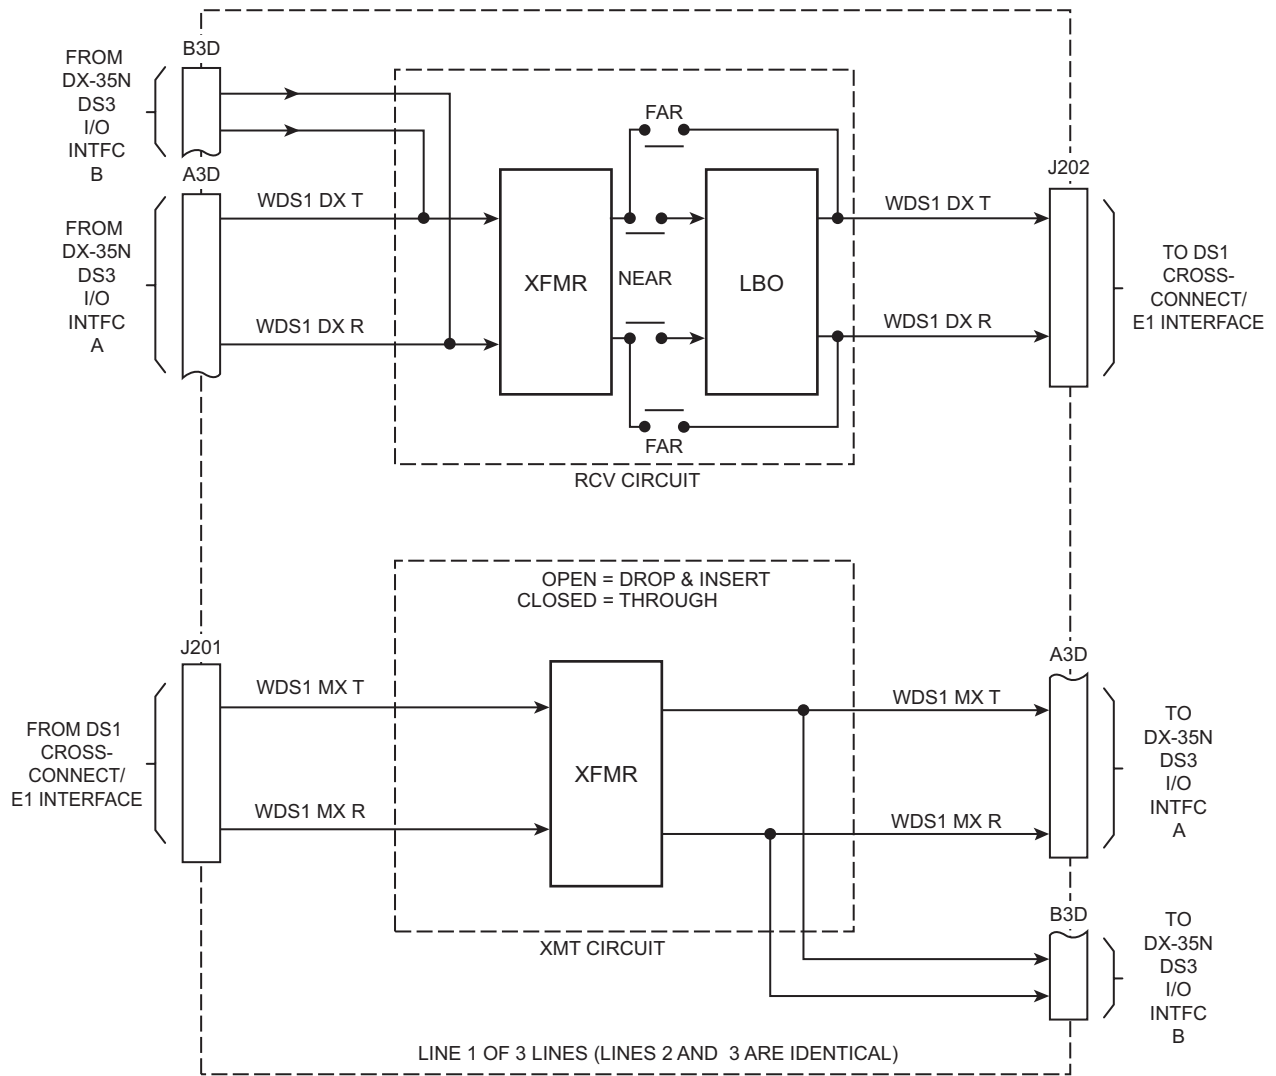 B3D
FROM
DX-35N
DS3
I/O
INTFC
B
A3D
FROM
DX-35N
DS3
I/O
INTFC
A
WDS1 DX T
WDS1 DX R
FAR
XFMR
NEAR
LBO
FAR
RCV CIRCUIT
WDS1 DX T
WDS1 DX R
J202
TO DS1
CROSS-
CONNECT/
E1 INTERFACE
OPEN = DROP & INSERT
CLOSED = THROUGH
J201
FROM DS1
CROSS-
CONNECT/
E1 INTERFACE
WDS1 MX T
WDS1 MX R
XFMR
XMT CIRCUIT
WDS1 MX T
WDS1 MX R
A3D
TO
DX-35N
DS3
I/O
INTFC
A
B3D
TO
DX-35N
DS3
I/O
INTFC
B
LINE 1 OF 3 LINES (LINES 2 AND 3 ARE IDENTICAL)